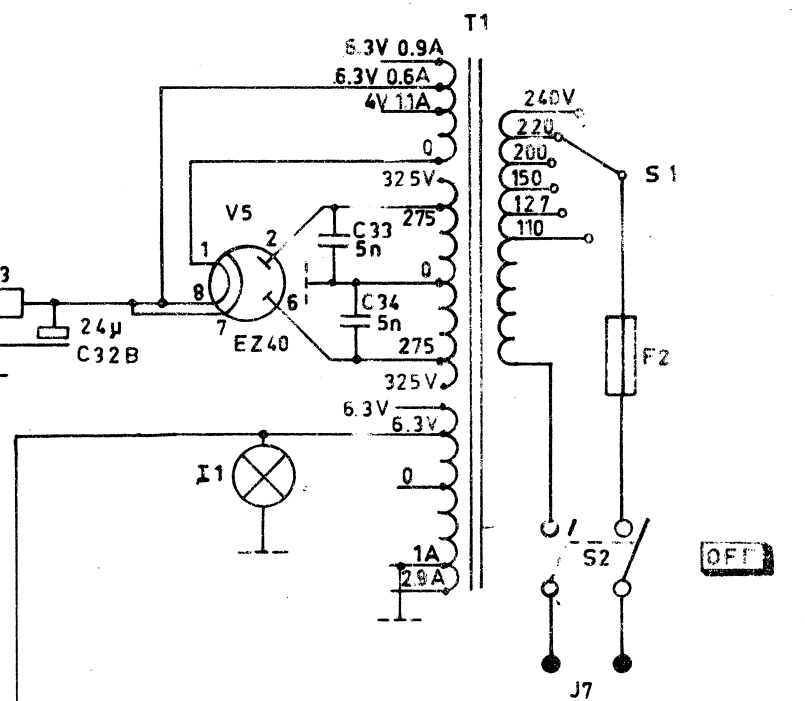 T1
6.3V 0.9A
6.3V 0.6A
4V 1.1A
0
325V
275
0
275
325V
6.3V
6.3V
0
1A
2.9A
240V
220
200
150
127
110
S1
F2
S2
OFF
J7
V5
1
2
8
7
6
EZ40
C33
5n
C34
5n
3
24μ
C32B
I1